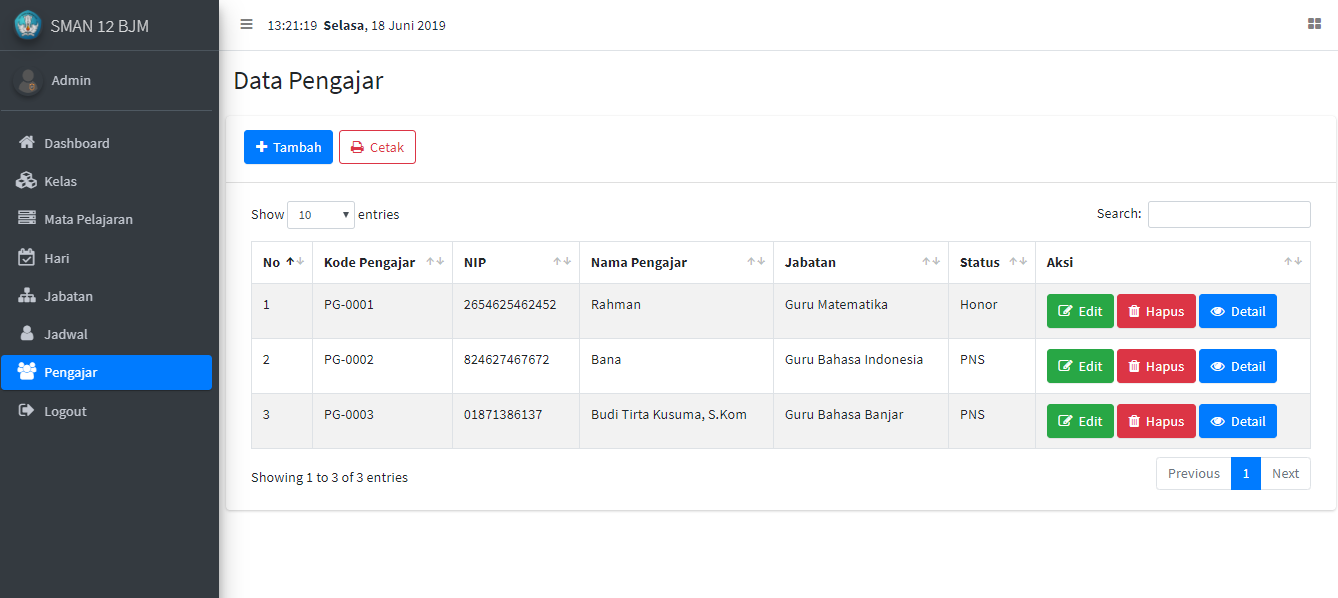 SMAN 12 BJM
13:21:19 Selasa, 18 Juni 2019
Admin
Dashboard
Kelas
Mata Pelajaran
Hari
Jabatan
Jadwal
Pengajar
Logout
Data Pengajar
Tambah Cetak
Show 10 entries Search:
No Kode Pengajar NIP Nama Pengajar Jabatan Status Aksi
1 PG-0001 2654625462452 Rahman Guru Matematika Honor Edit Hapus Detail
2 PG-0002 824627467672 Bana Guru Bahasa Indonesia PNS Edit Hapus Detail
3 PG-0003 01871386137 Budi Tirta Kusuma, S.Kom Guru Bahasa Banjar PNS Edit Hapus Detail
Showing 1 to 3 of 3 entries Previous 1 Next